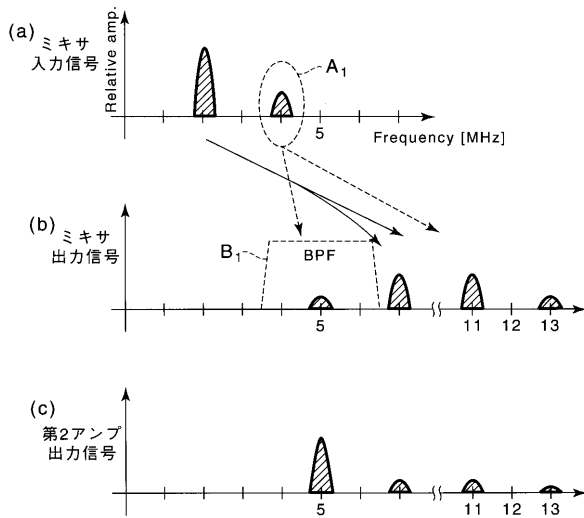 (a)
ミキサ
入力信号
Relative amp.
A1
5
Frequency [MHz]
(b)
ミキサ
出力信号
B1
BPF
5
11 12 13
(c)
第2アンプ
出力信号
5
11 12 13